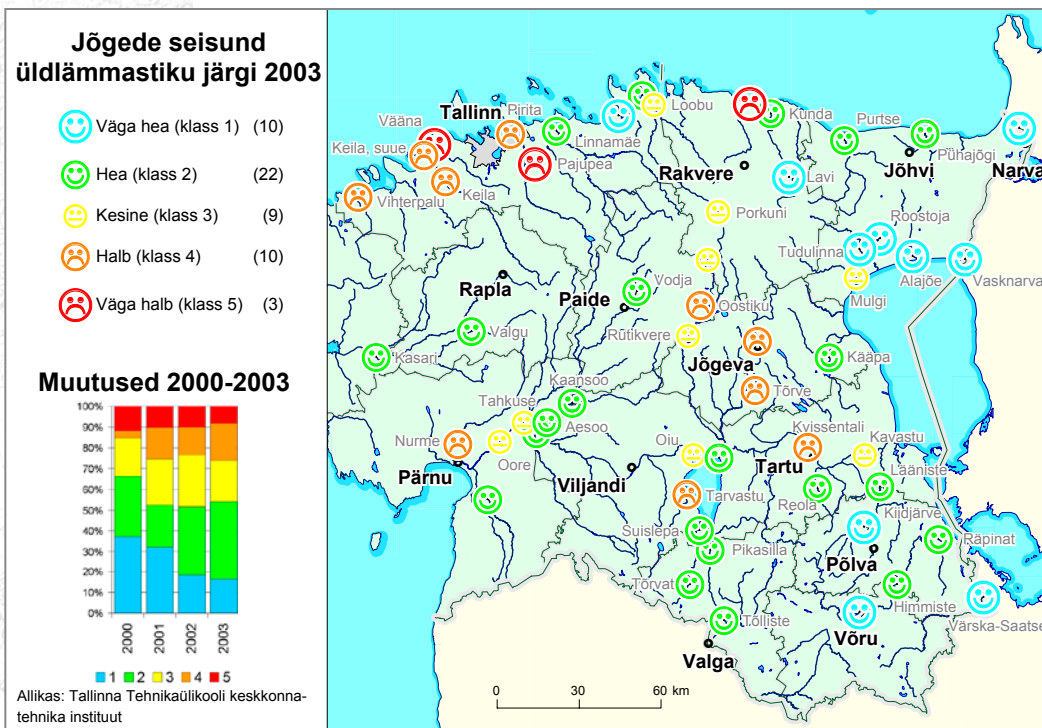 Jõgede seisund
üldlämmastiku järgi 2003
Väga hea (klass 1) (10)
Hea (klass 2) (22)
Kesine (klass 3) (9)
Halb (klass 4) (10)
Väga halb (klass 5) (3)
Muutused 2000-2003
100%
90%
80%
70%
60%
50%
40%
30%
20%
10%
0%
2000
2001
2002
2003
1 2 3 4 5
Allikas: Tallinna Tehnikaülikooli keskkonna-
tehnika instituut
Tallinn
Pirita
Vääna
Keila, suue
Keila
Vihterpalu
Pajupea
Linnamäe
Loobu
Kunda
Purtse
Pühajõgi
Jõhvi
Narva
Rakvere
Lavi
Porkuni
Roostoja
Tudulinna
Alajõe
Vasknarva
Mulgi
Rapla
Paide
Vodja
Oostiku
Rutikvere
Valgu
Kasari
Jõgeva
Kääpa
Tõrve
Kaansoo
Tahkuse
Aesoo
Nurme
Oore
Pärnu
Viljandi
Oiu
Tarvastu
Kvissentali
Tartu
Kavastu
Lääniste
Reola
Kiidjärve
Räpinat
Suislepa
Pikasilla
Põlva
Himmiste
Värska-Saatse
Tõrvat
Tõlliste
Võru
Valga
0 30 60 km